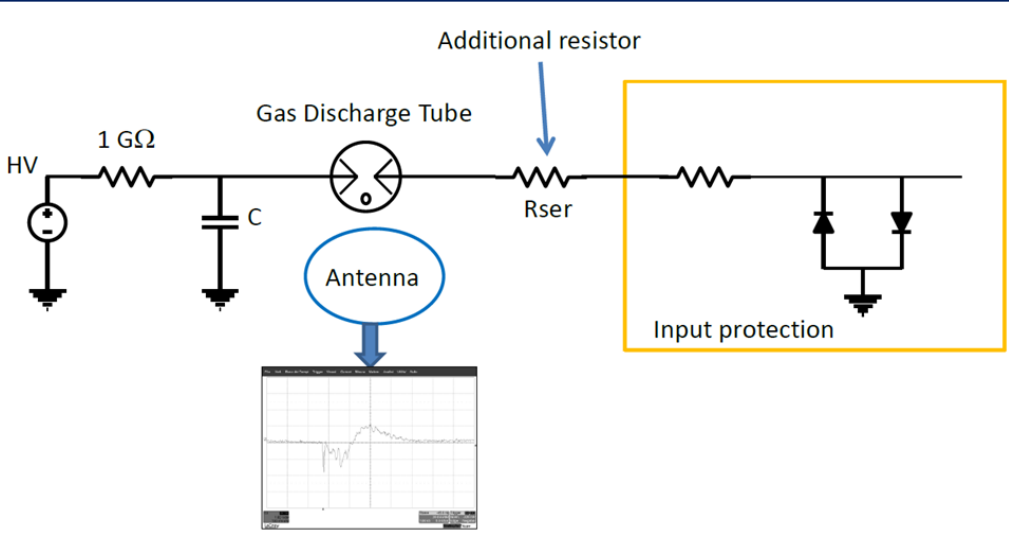 Additional resistor
Gas Discharge Tube
1 GΩ
HV
C
Rser
Antenna
Input protection